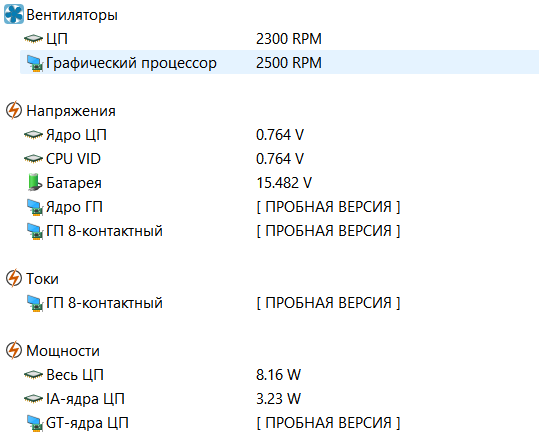 Вентиляторы
ЦП 2300 RPM
Графический процессор 2500 RPM
Напряжения
Ядро ЦП 0.764 V
CPU VID 0.764 V
Батарея 15.482 V
Ядро ГП [ ПРОБНАЯ ВЕРСИЯ ]
ГП 8-контактный [ ПРОБНАЯ ВЕРСИЯ ]
Токи
ГП 8-контактный [ ПРОБНАЯ ВЕРСИЯ ]
Мощности
Весь ЦП 8.16 W
IA-ядра ЦП 3.23 W
GT-ядра ЦП [ ПРОБНАЯ ВЕРСИЯ ]